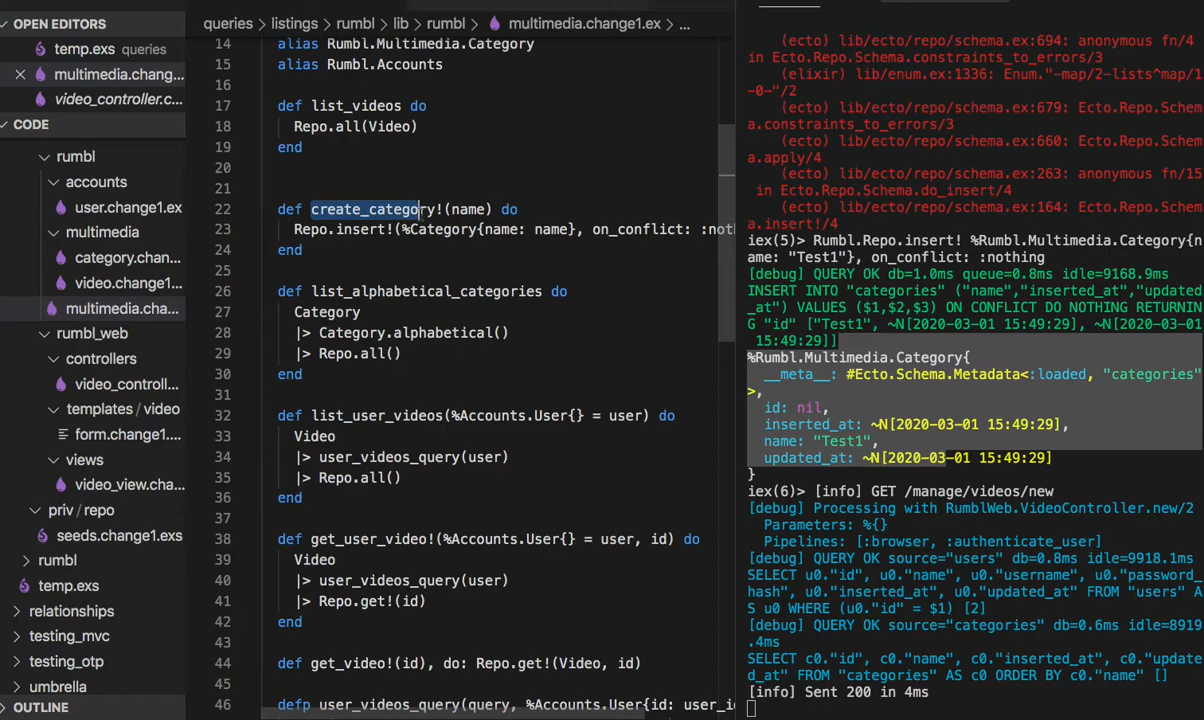 OPEN EDITORS
temp.exs queries
multimedia.chang...
video_controller.c...
CODE
rumbl
accounts
user.change1.ex
multimedia
category.chan...
video.change1...
multimedia.cha...
rumbl_web
controllers
video_controll...
templates/video
form.change1....
views
video_view.cha...
priv/repo
seeds.change1.exs
rumbl
temp.exs
relationships
testing_mvc
testing_otp
umbrella
OUTLINE
queries > listings > rumbl > lib > rumbl > multimedia.change1.ex > ...
14 alias Rumbl.Multimedia.Category
15 alias Rumbl.Accounts
16
17 def list_videos do
18 Repo.all(Video)
19 end
20
21
22 def create_category!(name) do
23 Repo.insert!(%Category{name: name}, on_conflict: :noth
24 end
25
26 def list_alphabetical_categories do
27 Category
28 |> Category.alphabetical()
29 |> Repo.all()
30 end
31
32 def list_user_videos(%Accounts.User{} = user) do
33 Video
34 |> user_videos_query(user)
35 |> Repo.all()
36 end
37
38 def get_user_video!(%Accounts.User{} = user, id) do
39 Video
40 |> user_videos_query(user)
41 |> Repo.get!(id)
42 end
43
44 def get_video!(id), do: Repo.get!(Video, id)
45
46 defp user_videos_query(query, %Accounts.User{id: user_i
(ecto) lib/ecto/repo/schema.ex:694: anonymous fn/4
in Ecto.Repo.Schema.constraints_to_errors/3
(elixir) lib/enum.ex:1336: Enum."-map/2-lists^map/1
-0-"/2
(ecto) lib/ecto/repo/schema.ex:679: Ecto.Repo.Schem
a.constraints_to_errors/3
(ecto) lib/ecto/repo/schema.ex:660: Ecto.Repo.Schem
a.apply/4
(ecto) lib/ecto/repo/schema.ex:263: anonymous fn/15
in Ecto.Repo.Schema.do_insert/4
(ecto) lib/ecto/repo/schema.ex:164: Ecto.Repo.Schem
a.insert!/4
iex(5)> Rumbl.Repo.insert! %Rumbl.Multimedia.Category{n
ame: "Test1"}, on_conflict: :nothing
[debug] QUERY OK db=1.0ms queue=0.8ms idle=9168.9ms
INSERT INTO "categories" ("name","inserted_at","updated
_at") VALUES ($1,$2,$3) ON CONFLICT DO NOTHING RETURNIN
G "id" ["Test1", ~N[2020-03-01 15:49:29], ~N[2020-03-01
15:49:29]]
%Rumbl.Multimedia.Category{
__meta__: #Ecto.Schema.Metadata<:loaded, "categories"
>,
id: nil,
inserted_at: ~N[2020-03-01 15:49:29],
name: "Test1",
updated_at: ~N[2020-03-01 15:49:29]
}
iex(6)> [info] GET /manage/videos/new
[debug] Processing with RumblWeb.VideoController.new/2
Parameters: %{}
Pipelines: [:browser, :authenticate_user]
[debug] QUERY OK source="users" db=0.8ms idle=9918.1ms
SELECT u0."id", u0."name", u0."username", u0."password_
hash", u0."inserted_at", u0."updated_at" FROM "users" A
S u0 WHERE (u0."id" = $1) [2]
[debug] QUERY OK source="categories" db=0.6ms idle=8919
.4ms
SELECT c0."id", c0."name", c0."inserted_at", c0."update
d_at" FROM "categories" AS c0 ORDER BY c0."name" []
[info] Sent 200 in 4ms